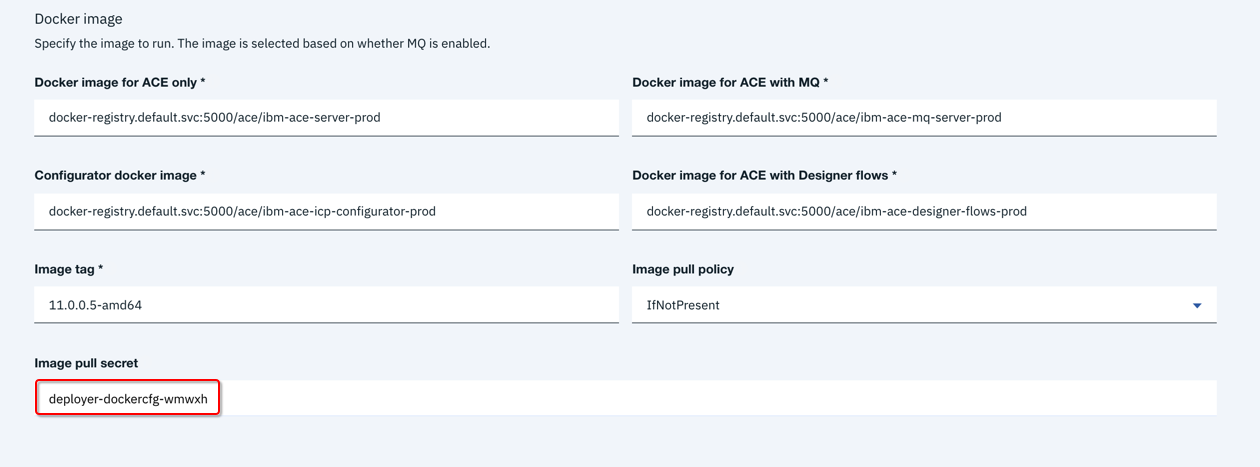 Docker image
Specify the image to run. The image is selected based on whether MQ is enabled.
Docker image for ACE only *
Docker image for ACE with MQ *
docker-registry.default.svc:5000/ace/ibm-ace-server-prod
docker-registry.default.svc:5000/ace/ibm-ace-mq-server-prod
Configurator docker image *
Docker image for ACE with Designer flows *
docker-registry.default.svc:5000/ace/ibm-ace-icp-configurator-prod
docker-registry.default.svc:5000/ace/ibm-ace-designer-flows-prod
Image tag *
Image pull policy
11.0.0.5-amd64
IfNotPresent
Image pull secret
deployer-dockercfg-wmwxh